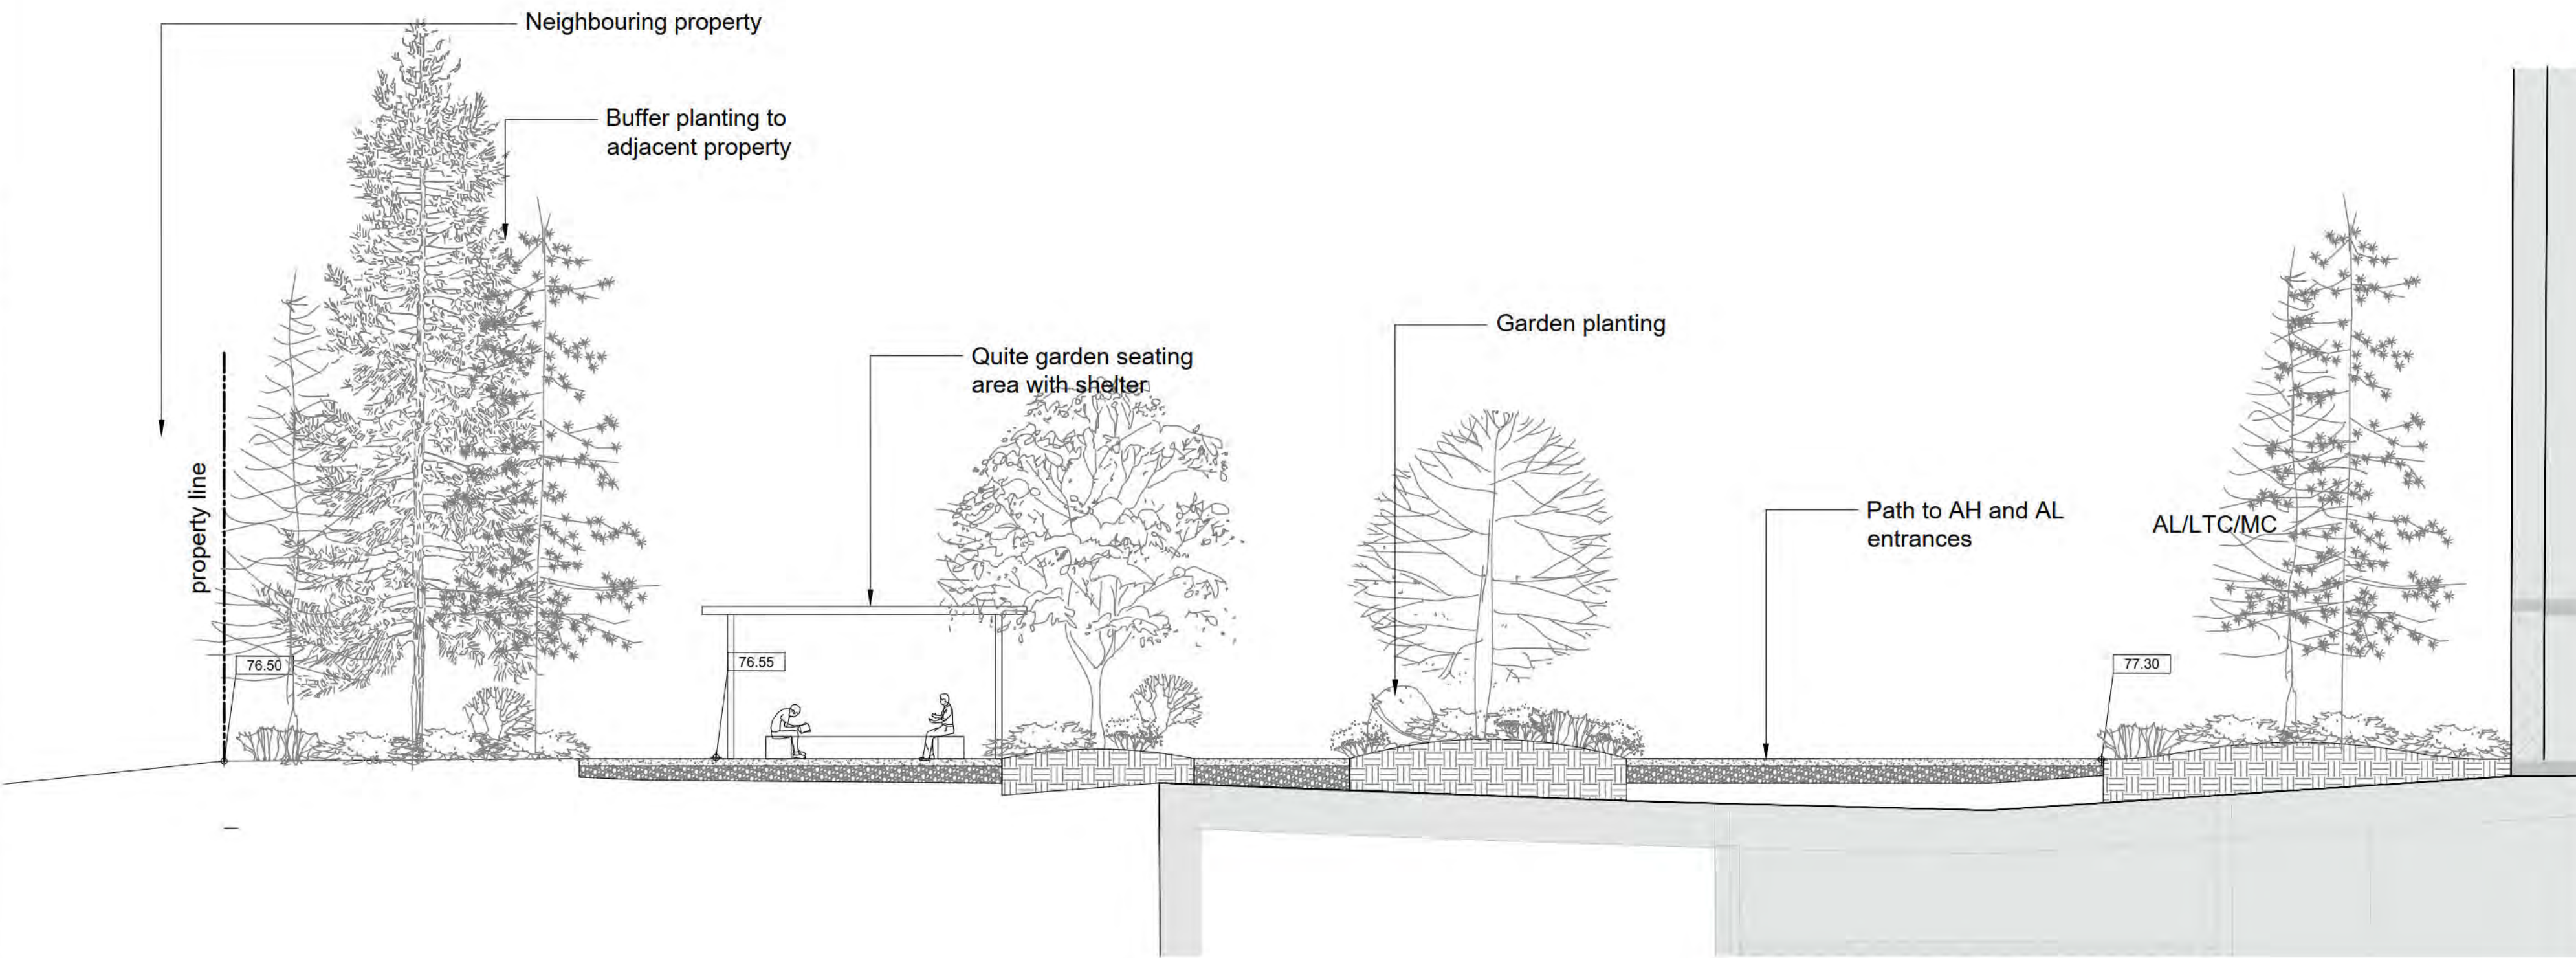 Neighbouring property
Buffer planting to
adjacent property
Garden planting
Quite garden seating
area with shelter
property line
Path to AH and AL
entrances
AL/LTC/MC
76.50
76.55
77.30